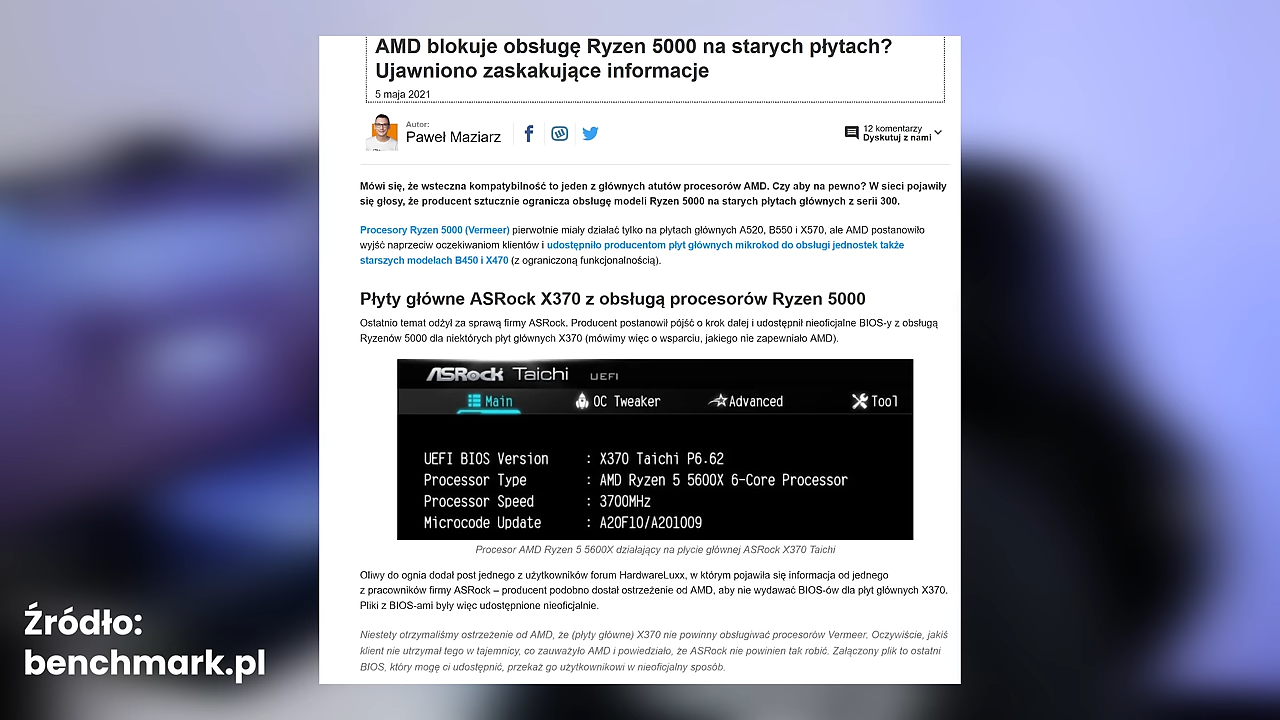 AMD blokuje obsługę Ryzen 5000 na starych płytach?
Ujawniono zaskakujące informacje
5 maja 2021
Autor:
Paweł Maziarz
12 komentarzy
Dyskutuj z nami
Mówi się, że wsteczna kompatybilność to jeden z głównych atutów procesorów AMD. Czy aby na pewno? W sieci pojawiły
się głosy, że producent sztucznie ogranicza obsługę modeli Ryzen 5000 na starych płytach głównych z serii 300.
Procesory Ryzen 5000 (Vermeer) pierwotnie miały działać tylko na płytach głównych A520, B550 i X570, ale AMD postanowiło
wyjść naprzeciw oczekiwaniom klientów i udostępniło producentom płyt głównych mikrokod do obsługi jednostek także
starszych modelach B450 i X470 (z ograniczoną funkcjonalnością).
Płyty główne ASRock X370 z obsługą procesorów Ryzen 5000
Ostatnio temat odżył za sprawą firmy ASRock. Producent postanowił pójść o krok dalej i udostępnił nieoficjalne BIOS-y z obsługą
Ryzenów 5000 dla niektórych płyt głównych X370 (mówimy więc o wsparciu, jakiego nie zapewniało AMD).
ASRock Taichi UEFI
Main OC Tweaker Advanced Tool
UEFI BIOS Version : X370 Taichi P6.62
Processor Type : AMD Ryzen 5 5600X 6-Core Processor
Processor Speed : 3700MHz
Microcode Update : A20F10/A201009
Procesor AMD Ryzen 5 5600X działający na płycie głównej ASRock X370 Taichi
Oliwy do ognia dodał post jednego z użytkowników forum HardwareLuxx, w którym pojawiła się informacja od jednego
z pracowników firmy ASRock – producent podobno dostał ostrzeżenie od AMD, aby nie wydawać BIOS-ów dla płyt głównych X370.
Pliki z BIOS-ami były więc udostępnione nieoficjalnie.
Niestety otrzymaliśmy ostrzeżenie od AMD, że (płyty główne) X370 nie powinny obsługiwać procesorów Vermeer. Oczywiście, jakiś
klient nie utrzymał tego w tajemnicy, co zauważyło AMD i powiedziało, że ASRock nie powinien tak robić. Załączony plik to ostatni
BIOS, który mogę ci udostępnić, przekaż go użytkownikowi w nieoficjalny sposób.
Źródło:
benchmark.pl